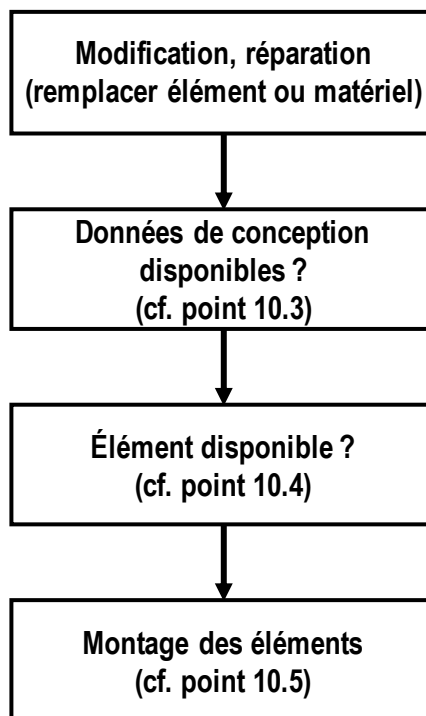 Modification, réparation
(remplacer élément ou matériel)
Données de conception
disponibles ?
(cf. point 10.3)
Élément disponible ?
(cf. point 10.4)
Montage des éléments
(cf. point 10.5)